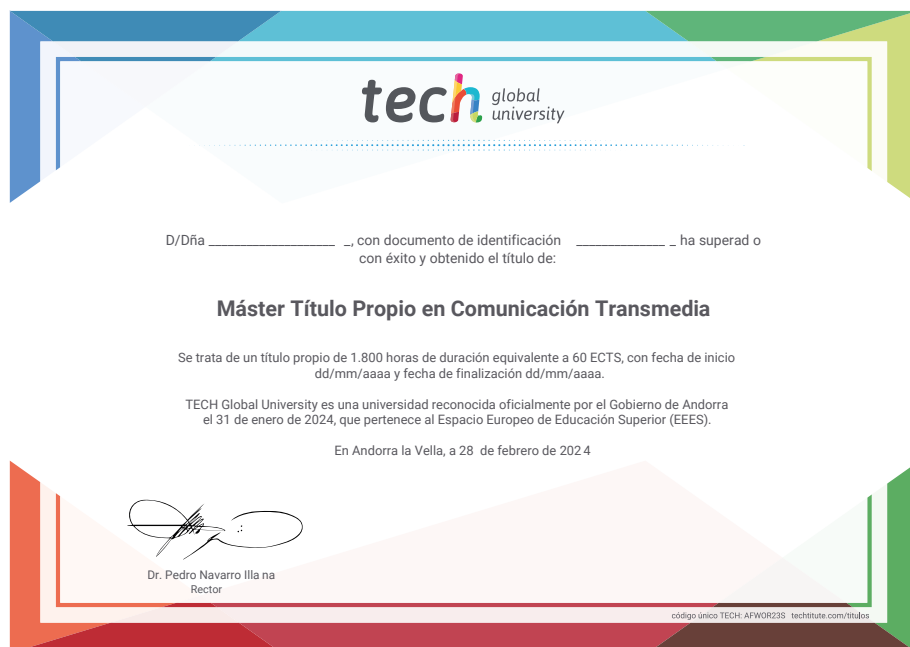 tech global
university
D/Dña ____________________ _, con documento de identificación ______________ _ ha superad o
con éxito y obtenido el título de:
Máster Título Propio en Comunicación Transmedia
Se trata de un título propio de 1.800 horas de duración equivalente a 60 ECTS, con fecha de inicio
dd/mm/aaaa y fecha de finalización dd/mm/aaaa.
TECH Global University es una universidad reconocida oficialmente por el Gobierno de Andorra
el 31 de enero de 2024, que pertenece al Espacio Europeo de Educación Superior (EEES).
En Andorra la Vella, a 28 de febrero de 2024
Dr. Pedro Navarro Illa na
Rector
código único TECH: AFWOR23S techtitute.com/titulos